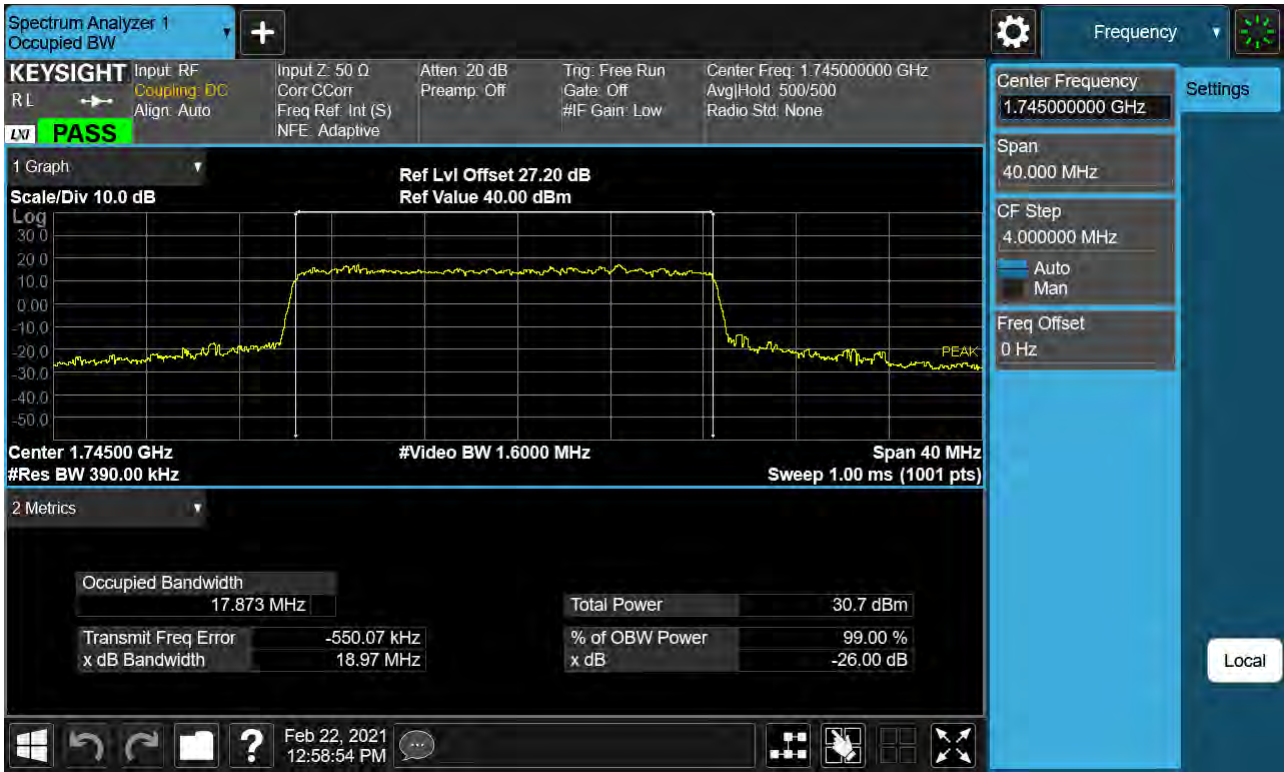 Spectrum Analyzer 1
Occupied BW
+
Frequency
KEYSIGHT
R L
LXI
PASS
Input: RF
Coupling: DC
Align: Auto
Input Z: 50 Ω
Corr CCorr
Freq Ref: Int (S)
NFE: Adaptive
Atten: 20 dB
Preamp: Off
Trig: Free Run
Gate: Off
#IF Gain: Low
Center Freq: 1.745000000 GHz
Avg|Hold: 500/500
Radio Std: None
Center Frequency
1.745000000 GHz
Settings
Span
40.000 MHz
CF Step
4.000000 MHz
Auto
Man
Freq Offset
0 Hz
1 Graph
Scale/Div 10.0 dB
Ref Lvl Offset 27.20 dB
Ref Value 40.00 dBm
Log
30.0
20.0
10.0
0.00
-10.0
-20.0
-30.0
-40.0
-50.0
PEAK
Center 1.74500 GHz
#Video BW 1.6000 MHz
Span 40 MHz
#Res BW 390.00 kHz
Sweep 1.00 ms (1001 pts)
2 Metrics
Occupied Bandwidth
17.873 MHz
Total Power 30.7 dBm
Transmit Freq Error -550.07 kHz
% of OBW Power 99.00 %
x dB Bandwidth 18.97 MHz
x dB -26.00 dB
Local
?
Feb 22, 2021
12:58:54 PM